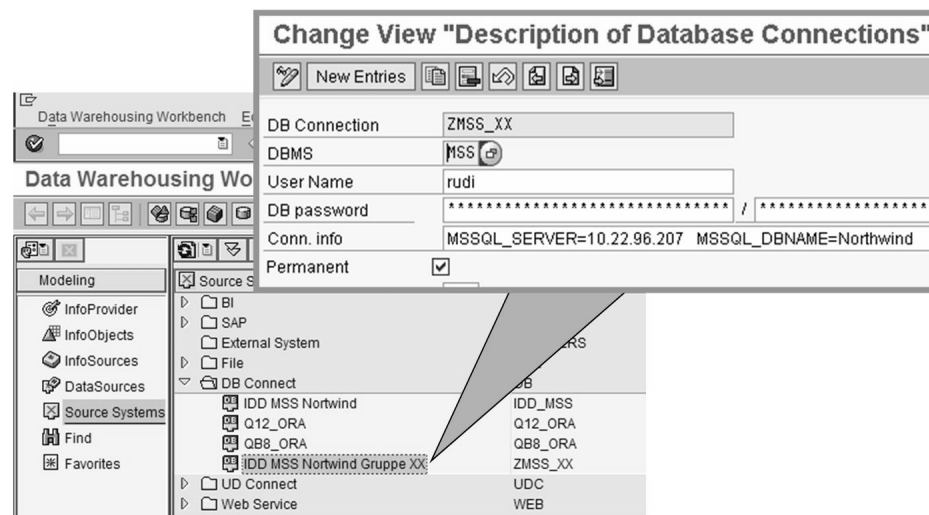 Change View "Description of Database Connections"
New Entries
DB Connection ZMSS_XX
DBMS MSS
User Name rudi
DB password ***************************** / ******************
Conn. info MSSQL_SERVER=10.22.96.207 MSSQL_DBNAME=Northwind
Permanent
Data Warehousing Workbench
Data Warehousing Wo
Modeling
InfoProvider
InfoObjects
InfoSources
DataSources
Source Systems
Find
Favorites
Source S
BI
SAP
External System ERS
File
DB Connect DB
IDD MSS Nortwind IDD_MSS
Q12_ORA Q12_ORA
QB8_ORA QB8_ORA
IDD MSS Nortwind Gruppe XX ZMSS_XX
UD Connect UDC
Web Service WEB